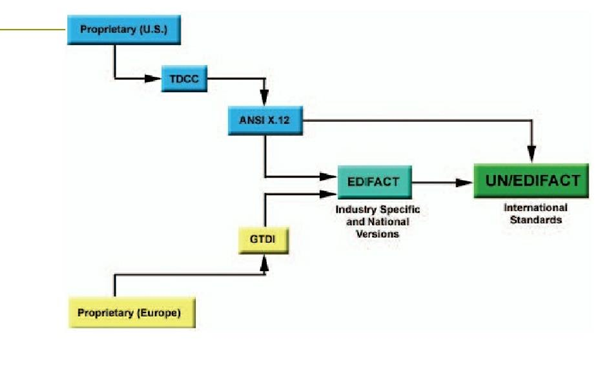 Proprietary (U.S.)
TDCC
ANSI X.12
EDIFACT
UN/EDIFACT
Industry Specific
and National
Versions
International
Standards
GTDI
Proprietary (Europe)